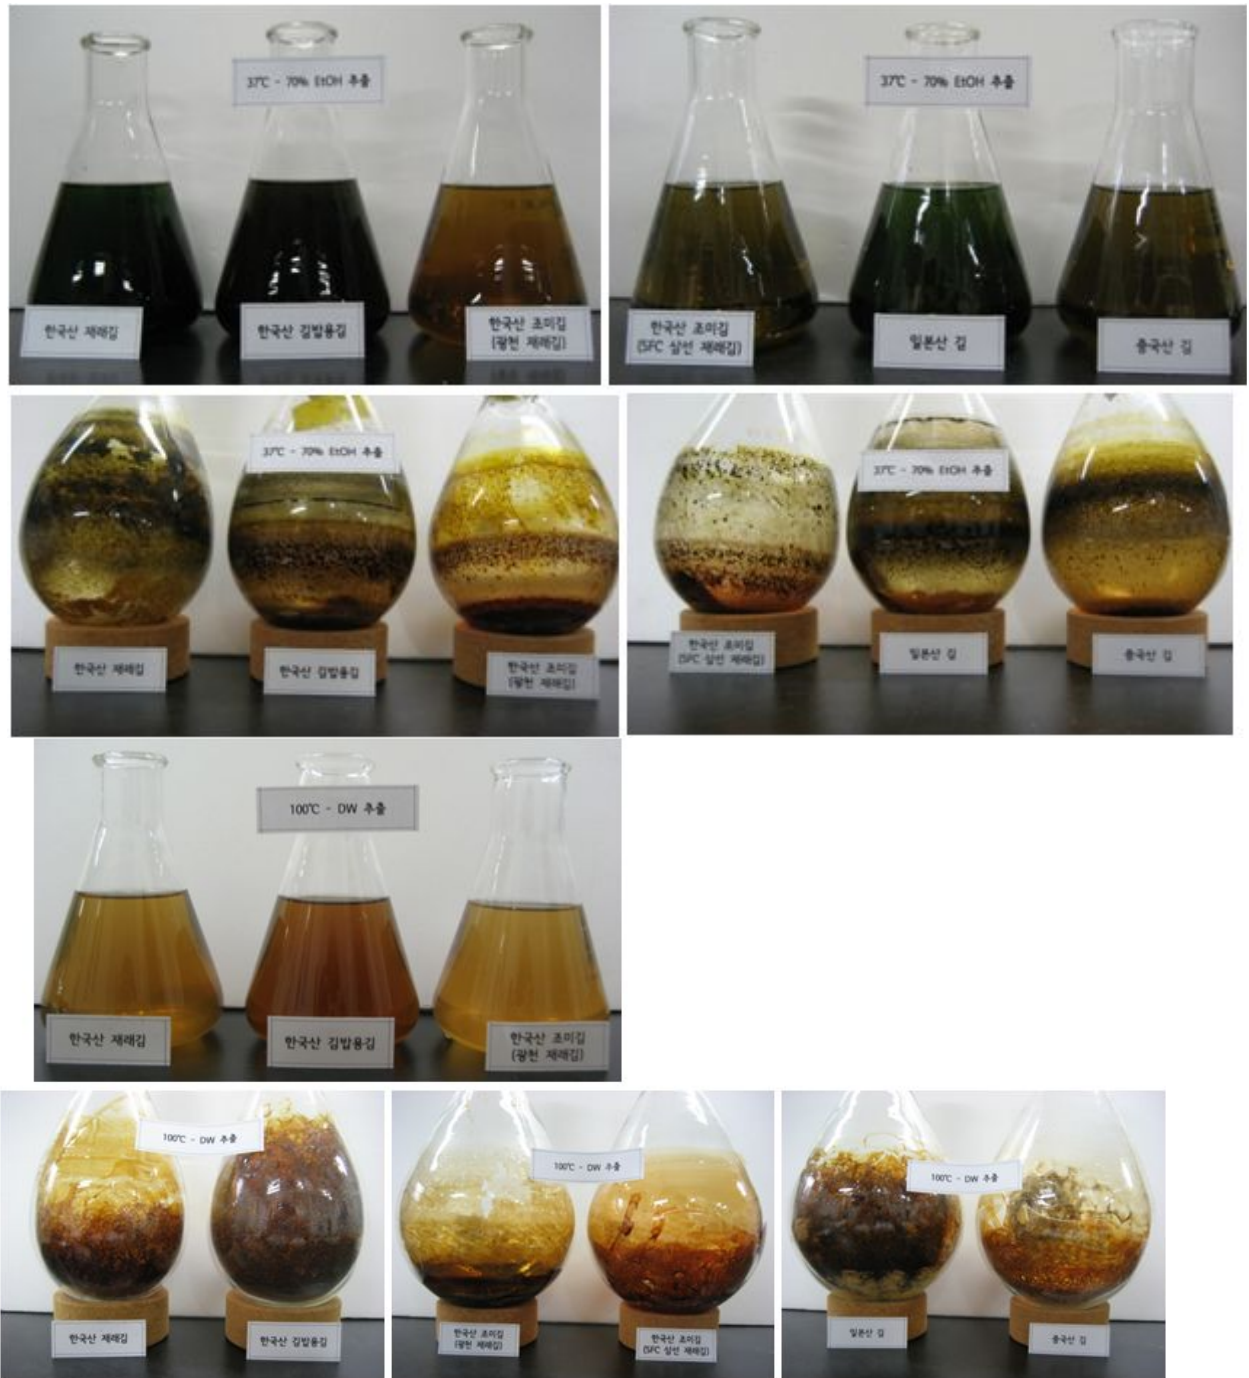 37℃ - 70% EtOH 추출
한국산 재래김
한국산 김밥용김
한국산 조미김
(광천 재래김)
37℃ - 70% EtOH 추출
한국산 조미김
(SFC 삼선 재래김)
일본산 김
중국산 김
37℃ - 70% EtOH 추출
한국산 재래김
한국산 김밥용김
한국산 조미김
(광천 재래김)
37℃ - 70% EtOH 추출
한국산 조미김
(SFC 삼선 재래김)
일본산 김
중국산 김
100℃ - DW 추출
한국산 재래김
한국산 김밥용김
한국산 조미김
(광천 재래김)
100℃ - DW 추출
한국산 재래김
한국산 김밥용김
100℃ - DW 추출
한국산 조미김
(광천 재래김)
한국산 조미김
(SFC 삼선 재래김)
100℃ - DW 추출
일본산 김
중국산 김